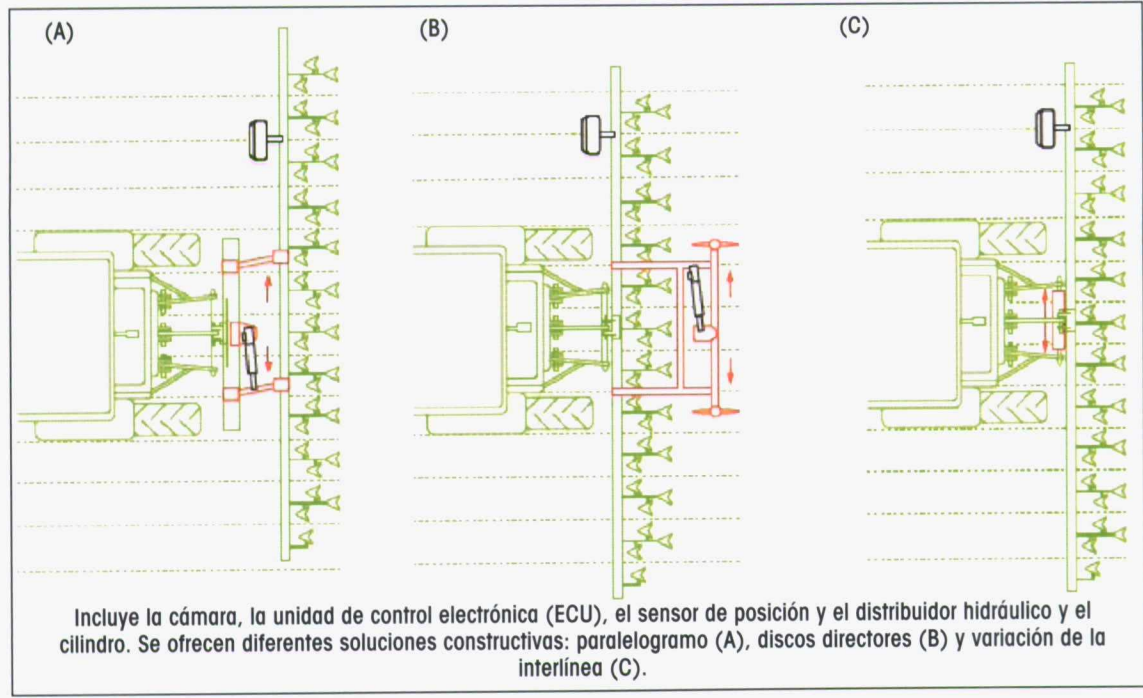 (A) (B) (C)
Incluye la cámara, la unidad de control electrónica (ECU), el sensor de posición y el distribuidor hidráulico y el
cilindro. Se ofrecen diferentes soluciones constructivas: paralelogramo (A), discos directores (B) y variación de la
interlínea (C).